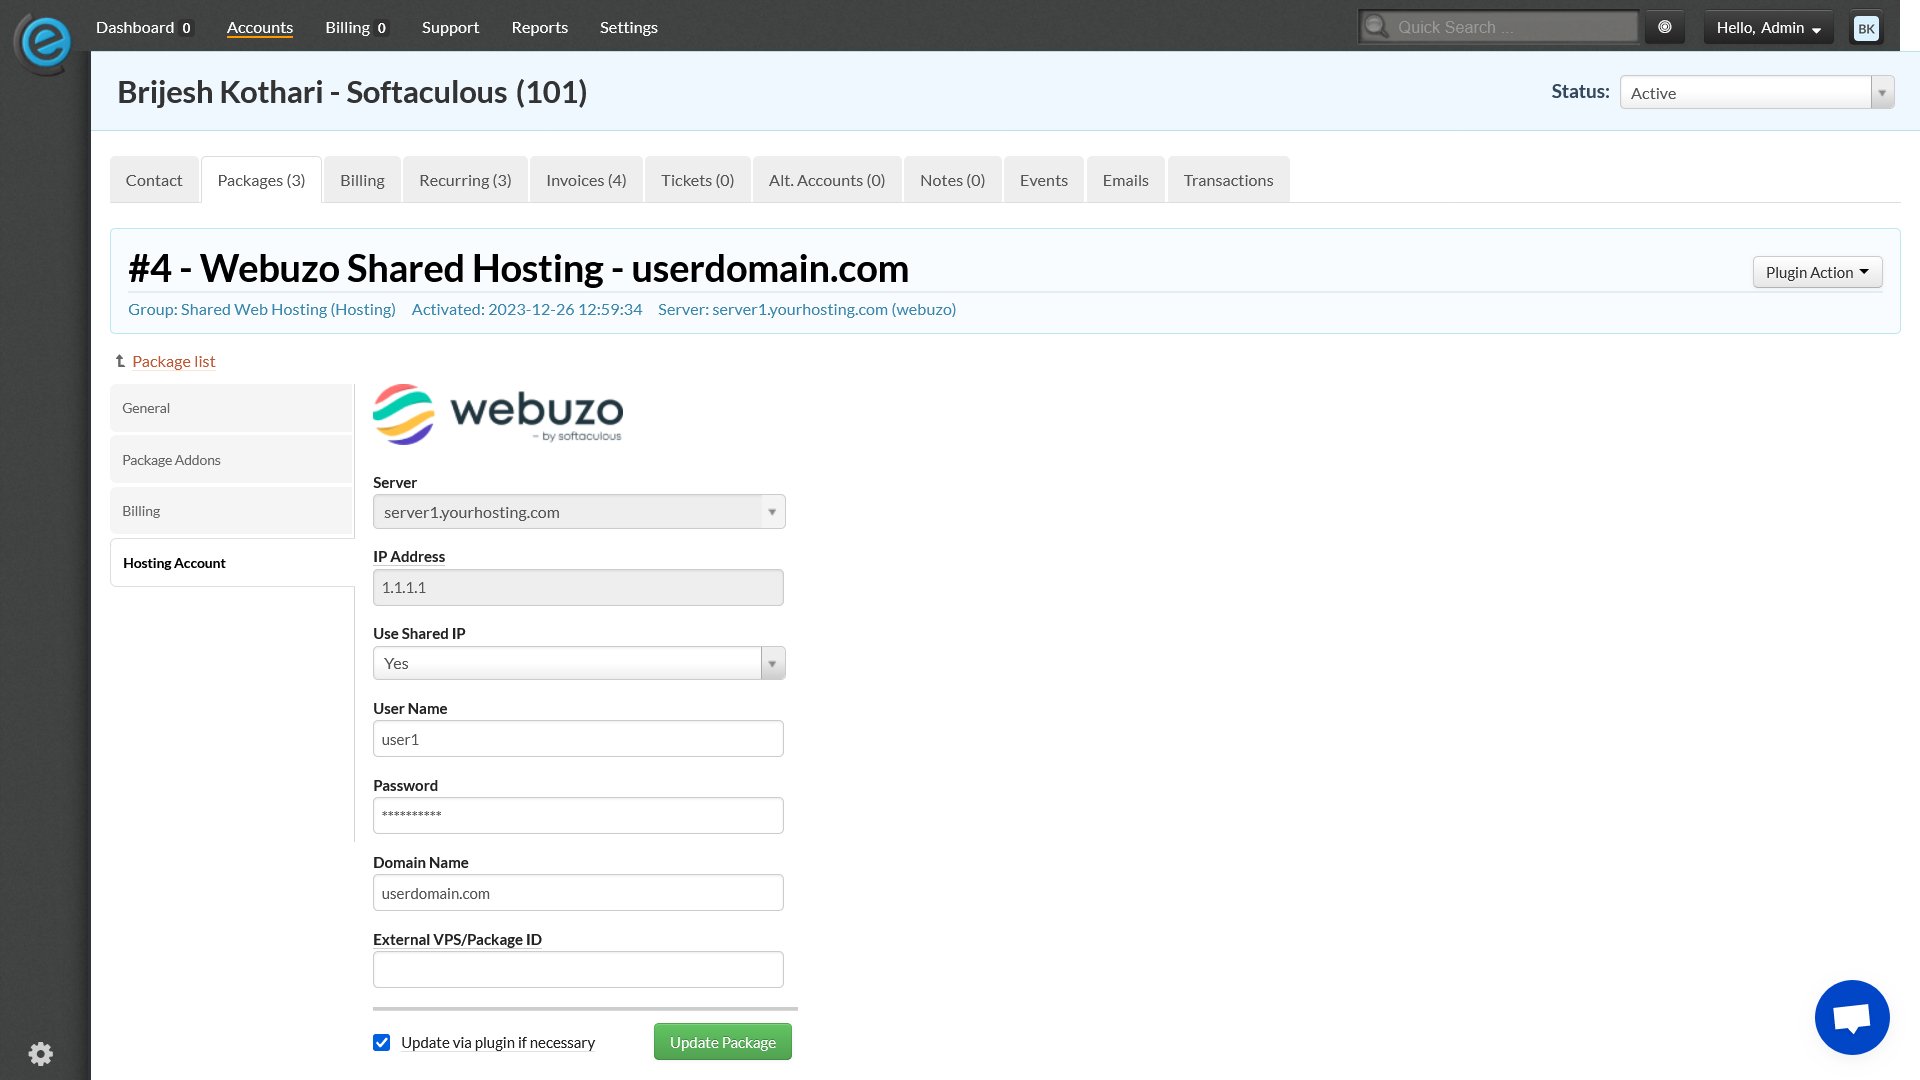 Dashboard 0 Accounts Billing 0 Support Reports Settings Quick Search ... Hello, Admin BK
Brijesh Kothari - Softaculous (101) Status: Active
Contact Packages (3) Billing Recurring (3) Invoices (4) Tickets (0) Alt. Accounts (0) Notes (0) Events Emails Transactions
#4 - Webuzo Shared Hosting - userdomain.com Plugin Action
Group: Shared Web Hosting (Hosting) Activated: 2023-12-26 12:59:34 Server: server1.yourhosting.com (webuzo)
Package list
General
Package Addons
Billing
Hosting Account
webuzo
– by softaculous
Server
server1.yourhosting.com
IP Address
1.1.1.1
Use Shared IP
Yes
User Name
user1
Password
**********
Domain Name
userdomain.com
External VPS/Package ID
Update via plugin if necessary Update Package